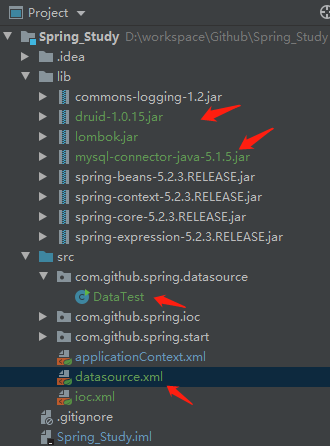 Project
Spring_Study D:\workspace\Github\Spring_Study
.idea
lib
commons-logging-1.2.jar
druid-1.0.15.jar
lombok.jar
mysql-connector-java-5.1.5.jar
spring-beans-5.2.3.RELEASE.jar
spring-context-5.2.3.RELEASE.jar
spring-core-5.2.3.RELEASE.jar
spring-expression-5.2.3.RELEASE.jar
src
com.github.spring.datasource
DataTest
com.github.spring.ioc
com.github.spring.start
applicationContext.xml
datasource.xml
ioc.xml
.gitignore
Spring_Study.iml